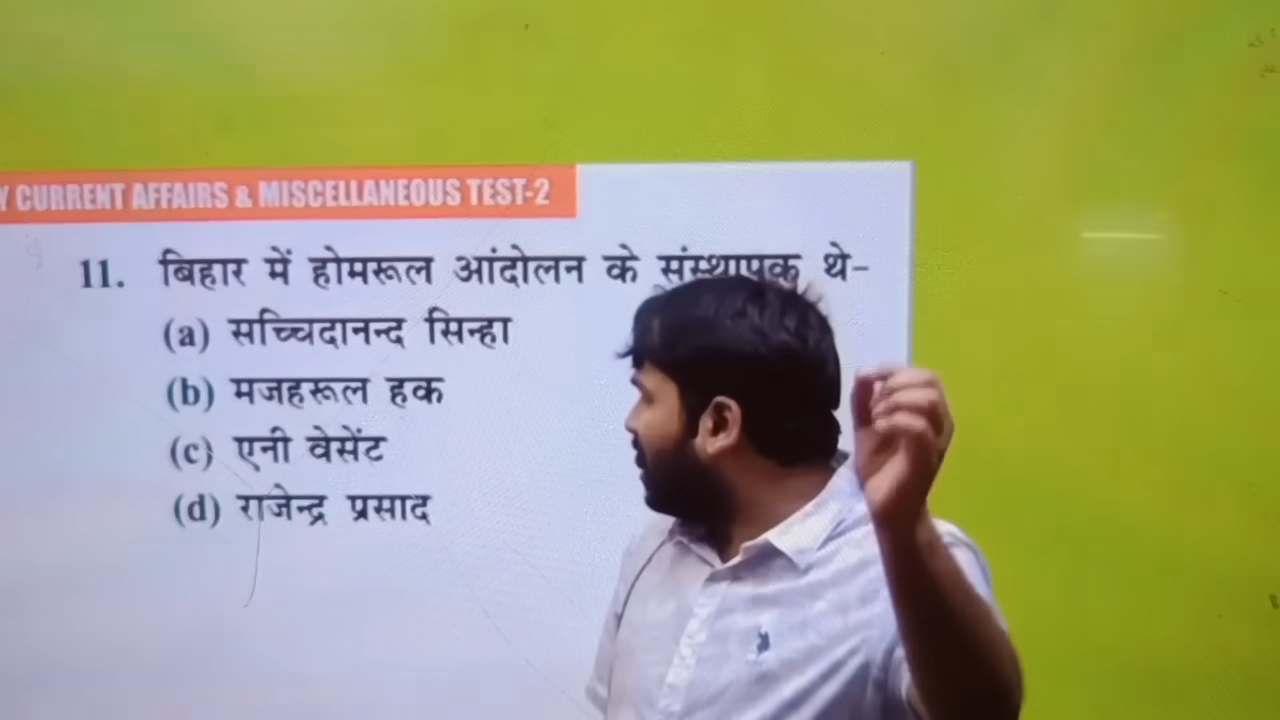 Y CURRENT AFFAIRS & MISCELLANEOUS TEST-2
11. बिहार में होमरूल आंदोलन के संस्थापक थे-
(a) सच्चिदानन्द सिन्हा
(b) मजहरूल हक
(c) एनी वेसेंट
(d) राजेन्द्र प्रसाद